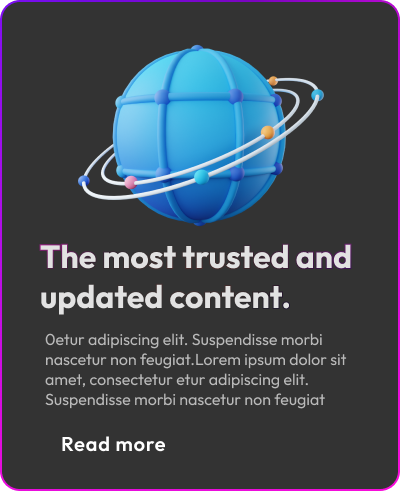 The most trusted and
updated content.
0etur adipiscing elit. Suspendisse morbi
nascetur non feugiat.Lorem ipsum dolor sit
amet, consectetur etur adipiscing elit.
Suspendisse morbi nascetur non feugiat
Read more